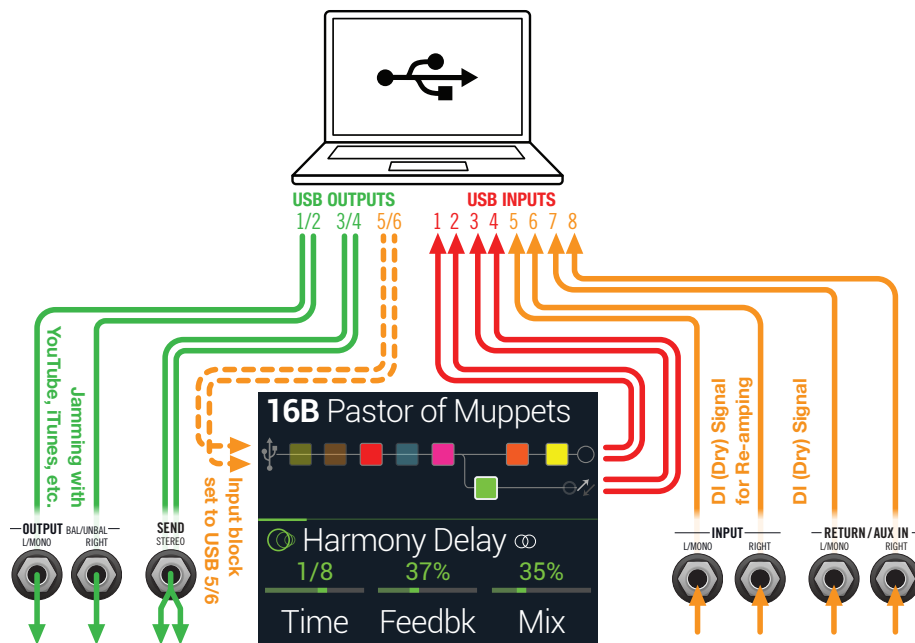 USB OUTPUTS
1/2 3/4 5/6
USB INPUTS
1 2 3 4 5 6 7 8
YouTube, iTunes, etc.
Jamming with
Input block
set to USB 5/6
16B Pastor of Muppets
Harmony Delay
1/8 37% 35%
Time Feedbk Mix
DI (Dry) Signal
for Re-amping
DI (Dry) Signal
OUTPUT BAL/UNBAL
L/MONO RIGHT
SEND
STEREO
INPUT
L/MONO RIGHT
RETURN/AUX IN
L/MONO RIGHT